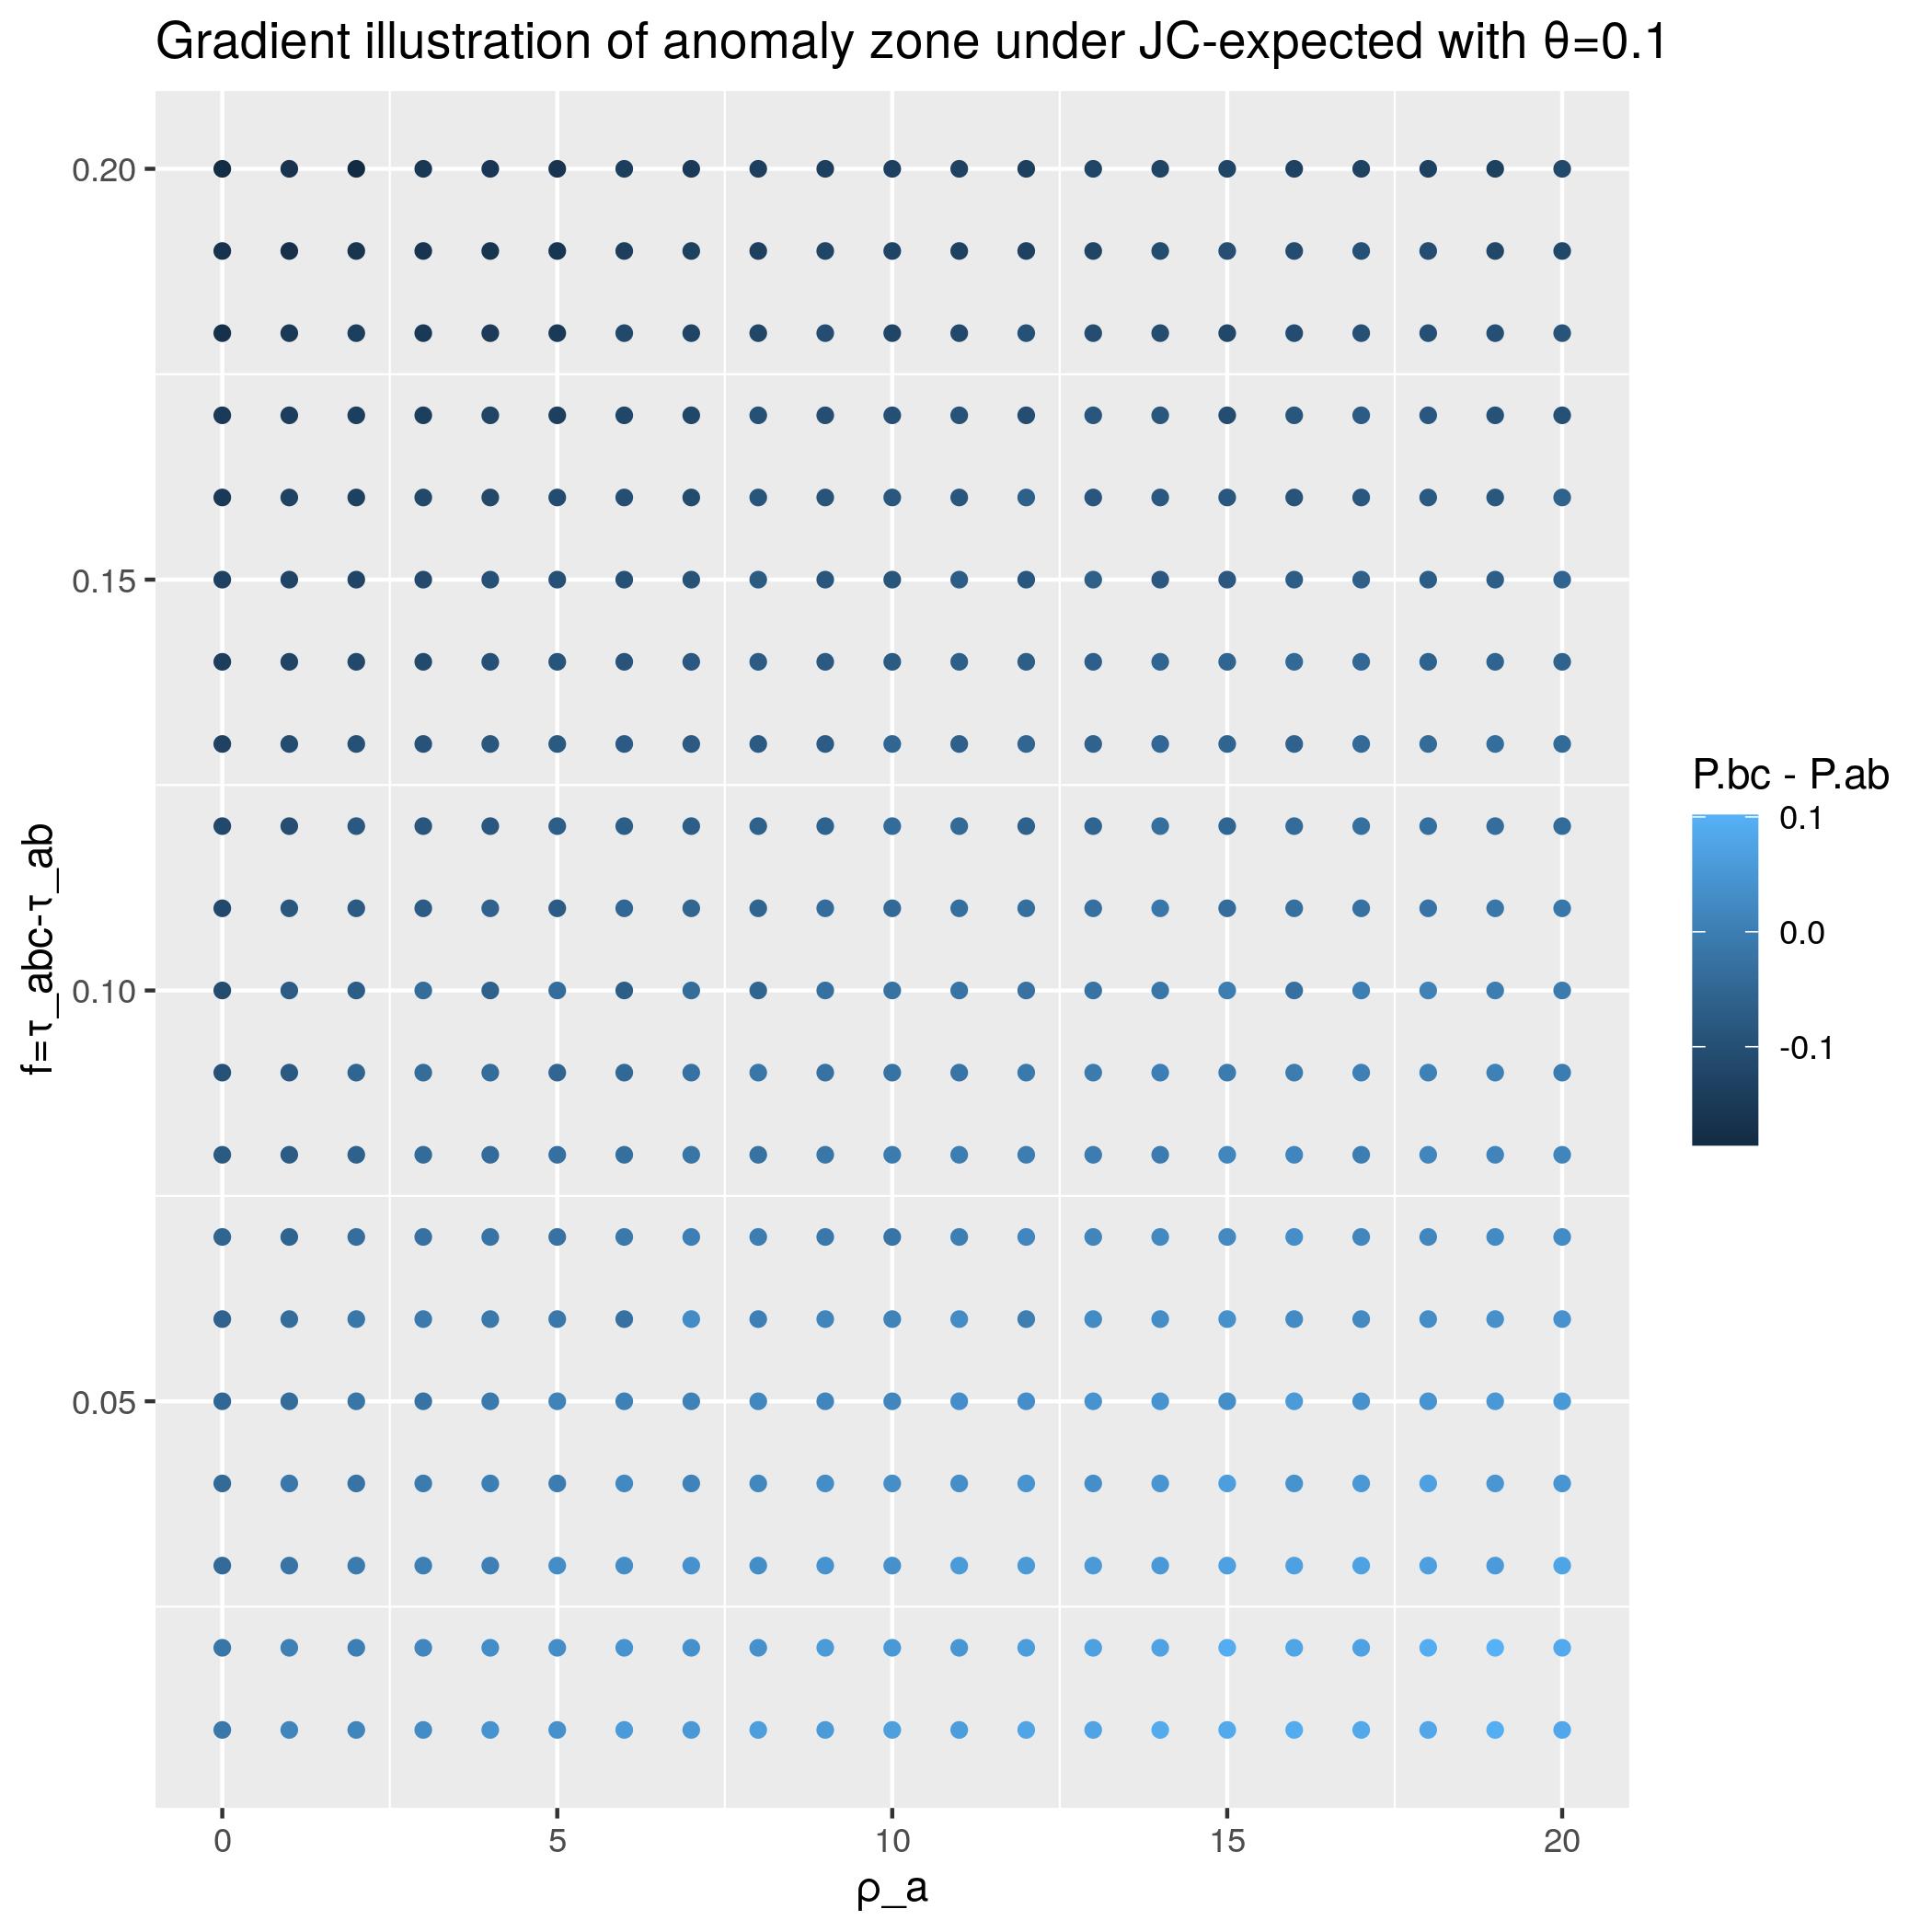 Gradient illustration of anomaly zone under JC-expected with θ=0.1
f=τ_abc-τ_ab
0.20
0.15
0.10
0.05
0 5 10 15 20
ρ_a
P.bc - P.ab
0.1
0.0
-0.1